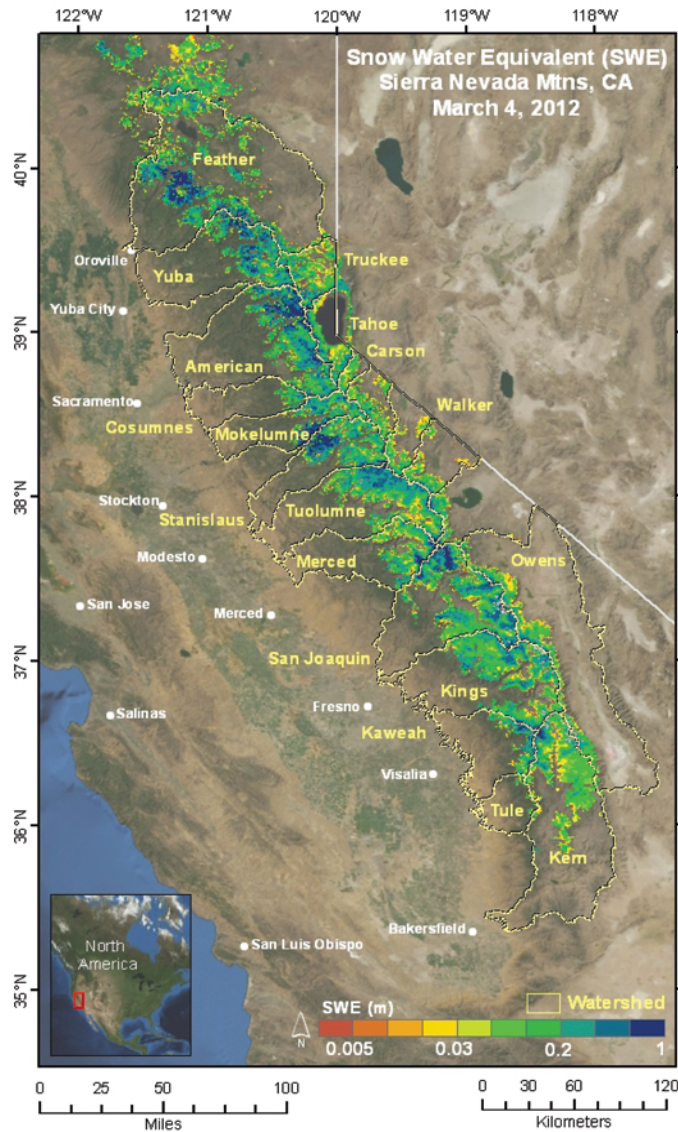 122°W 121°W 120°W 119°W 118°W
Snow Water Equivalent (SWE)
Sierra Nevada Mtns, CA
March 4, 2012
40°N
39°N
38°N
37°N
36°N
35°N
Feather
Oroville
Truckee
Yuba
Yuba City
Tahoe
Carson
American
Sacramento
Walker
Cosumnes
Mokelumne
Stockton
Stanislaus
Tuolumne
Modesto
Merced
Owens
San Jose
Merced
San Joaquin
Kings
Fresno
Salinas
Kaweah
Visalia
Tule
Kern
Bakersfield
San Luis Obispo
North
America
SWE (m)
Watershed
N
0.005 0.03 0.2 1
0 25 50 100
Miles
0 30 60 120
Kilometers